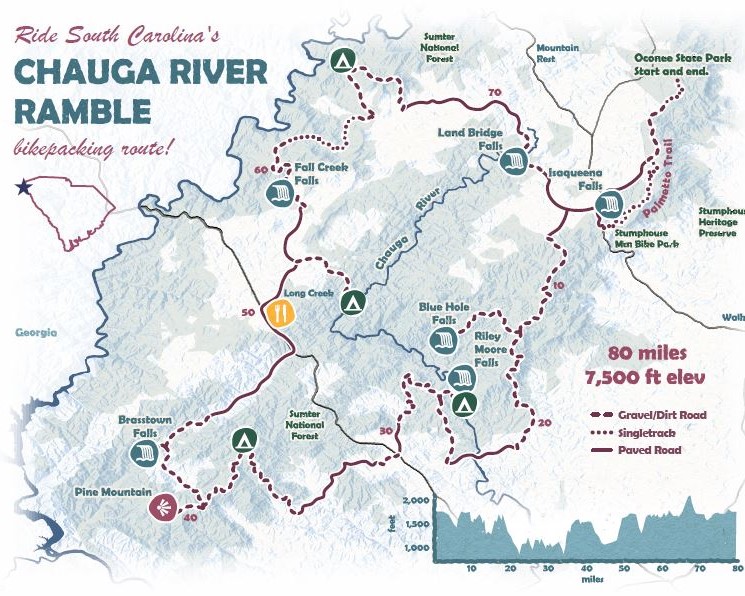 Ride South Carolina's
CHAUGA RIVER
RAMBLE
bikepacking route!
Sumter
National
Forest
Mountain
Rest
Oconee State Park
Start and end.
70
Land Bridge
Falls
60
Fall Creek
Falls
Isaqueena
Falls
Palmetto Trail
Chauga River
Stumphouse
Mtn Bike Park
Stumphous
Heritage
Preserve
Georgia
50
Long Creek
10
Blue Hole
Falls
Riley
Moore
Falls
Walh
80 miles
7,500 ft elev
Gravel/Dirt Road
Singletrack
Paved Road
Brasstown
Falls
Sumter
National
Forest
30
20
Pine Mountain
40
2,000
1,500
1,000
feet
10 20 30 40 50 60 70 80
miles